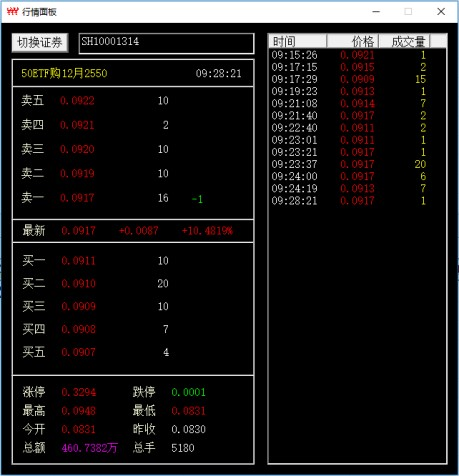 行情面板
切换证券 SH10001314
50ETF购12月2550 09:28:21
卖五 0.0922 10
卖四 0.0921 2
卖三 0.0920 10
卖二 0.0919 10
卖一 0.0917 16 -1
最新 0.0917 +0.0087 +10.4819%
买一 0.0911 10
买二 0.0910 20
买三 0.0909 10
买四 0.0908 7
买五 0.0907 4
涨停 0.3294 跌停 0.0001
最高 0.0948 最低 0.0831
今开 0.0831 昨收 0.0830
总额 460.7382万 总手 5180
时间 价格 成交量
09:15:26 0.0921 1
09:17:15 0.0915 2
09:17:29 0.0909 15
09:19:23 0.0913 1
09:21:08 0.0914 7
09:21:40 0.0917 2
09:22:40 0.0911 2
09:23:01 0.0911 1
09:23:21 0.0917 1
09:23:37 0.0917 20
09:24:00 0.0917 6
09:24:19 0.0913 7
09:28:21 0.0917 1